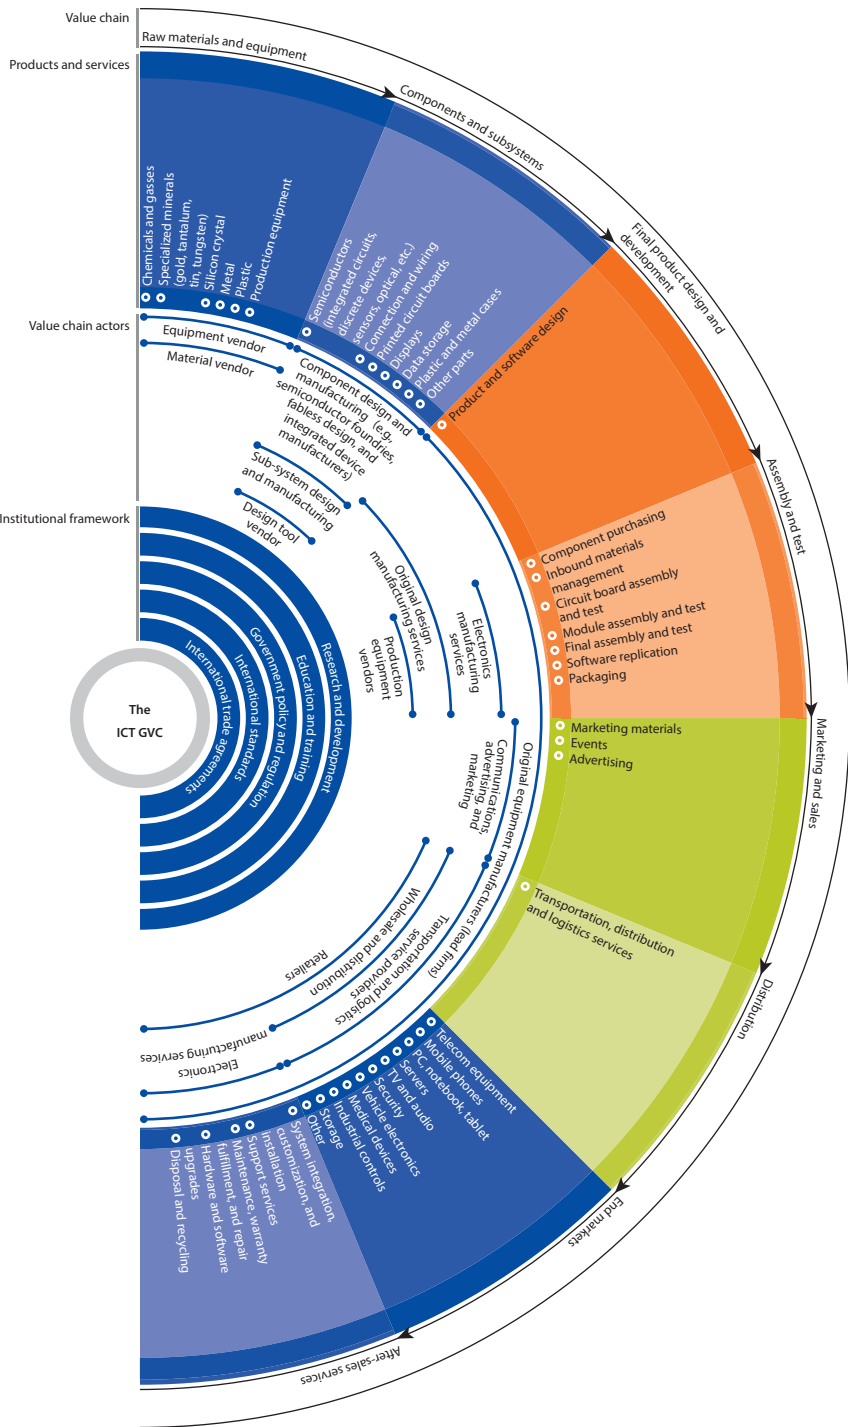 Value chain
Raw materials and equipment
Components and subsystems
Final product design and
development
Assembly and test
Marketing and sales
Distribution
End markets
After-sales services
Products and services
Chemicals and gasses
Specialized minerals
(gold, tantalum,
tin, tungsten)
Silicon crystal
Metal
Plastic
Production equipment
Semiconductors
(integrated circuits,
discrete devices,
sensors, optical, etc.)
Connection and wiring
Printed circuit boards
Displays
Data storage
Plastic and metal cases
Other parts
Product and software design
Component purchasing
Inbound materials
management
Circuit board assembly
and test
Module assembly and test
Final assembly and test
Software replication
Packaging
Marketing materials
Events
Advertising
Transportation, distribution
and logistics services
Telecom equipment
Mobile phones
PC, notebook, tablet
Servers
TV and audio
Security
Vehicle electronics
Medical devices
Industrial controls
Storage
Other
System integration,
customization, and
installation
Support services
Maintenance, warranty
fulfillment, and repair
Hardware and software
upgrades
Disposal and recycling
Value chain actors
Equipment vendor
Material vendor
Component design and
manufacturing (e.g.,
semiconductor foundries,
fabless design, and
integrated device
manufacturers)
Sub-system design
and manufacturing
Design tool
vendor
Original design
manufacturing services
Production
equipment
vendors
Electronics
manufacturing
services
Original equipment manufacturers (lead firms)
Communications,
advertising, and
marketing
Transportation and logistics
service providers
Wholesale and distribution
Retailers
Electronics
manufacturing services
Institutional framework
Research and development
Education and training
Government policy and regulation
International standards
International trade agreements
The
ICT GVC